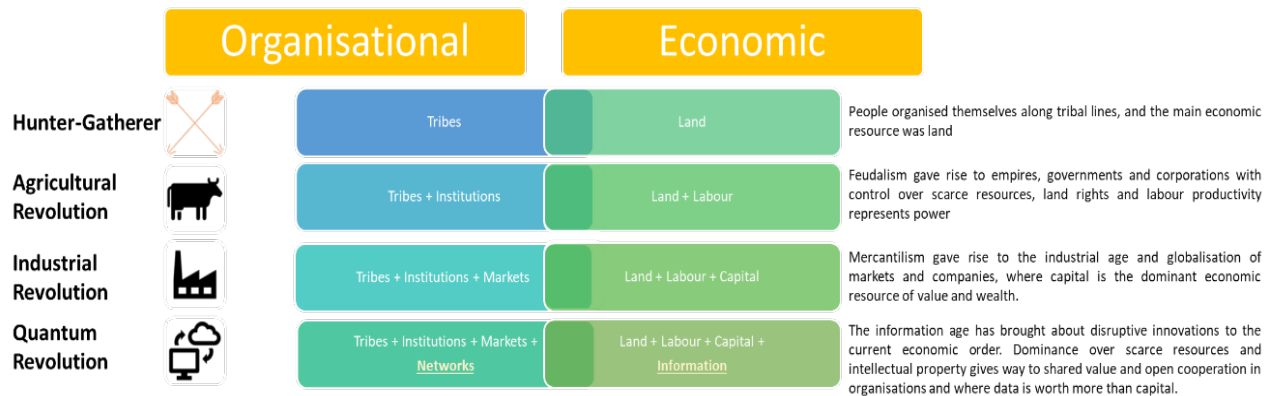 Organisational
Economic
Hunter-Gatherer
Tribes
Land
People organised themselves along tribal lines, and the main economic
resource was land
Agricultural
Revolution
Tribes + Institutions
Land + Labour
Feudalism gave rise to empires, governments and corporations with
control over scarce resources, land rights and labour productivity
represents power
Industrial
Revolution
Tribes + Institutions + Markets
Land + Labour + Capital
Mercantilism gave rise to the industrial age and globalisation of
markets and companies, where capital is the dominant economic
resource of value and wealth.
Quantum
Revolution
Tribes + Institutions + Markets +
Networks
Land + Labour + Capital +
Information
The information age has brought about disruptive innovations to the
current economic order. Dominance over scarce resources and
intellectual property gives way to shared value and open cooperation in
organisations and where data is worth more than capital.